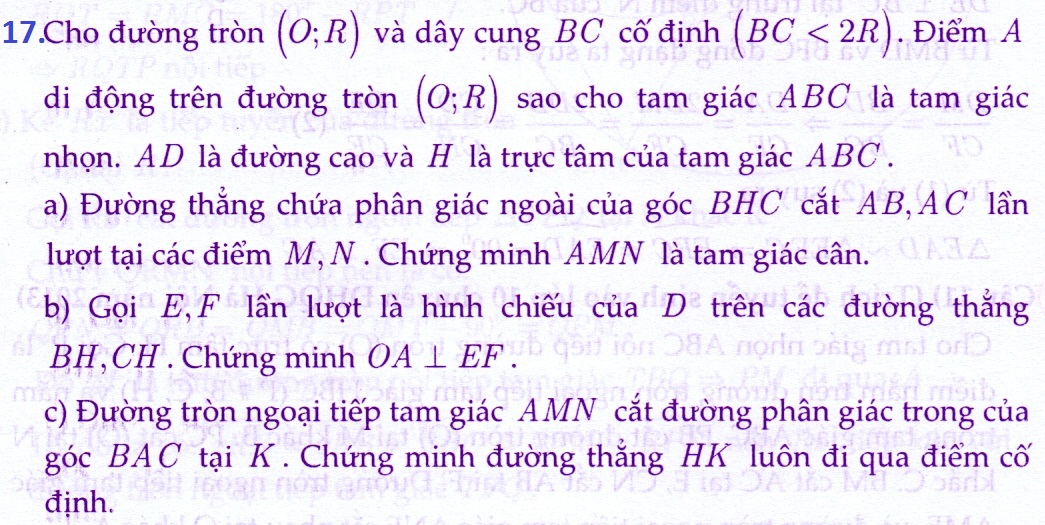 17.Cho đường tròn (O;R) và dây cung BC cố định (BC < 2R). Điểm A
di động trên đường tròn (O;R) sao cho tam giác ABC là tam giác
nhọn. AD là đường cao và H là trực tâm của tam giác ABC.
a) Đường thẳng chứa phân giác ngoài của góc BHC cắt AB, AC lần
lượt tại các điểm M, N. Chứng minh AMN là tam giác cân.
b) Gọi E, F lần lượt là hình chiếu của D trên các đường thẳng
BH, CH. Chứng minh OA ⊥ EF.
c) Đường tròn ngoại tiếp tam giác AMN cắt đường phân giác trong của
góc BAC tại K. Chứng minh đường thẳng HK luôn đi qua điểm cố
định.